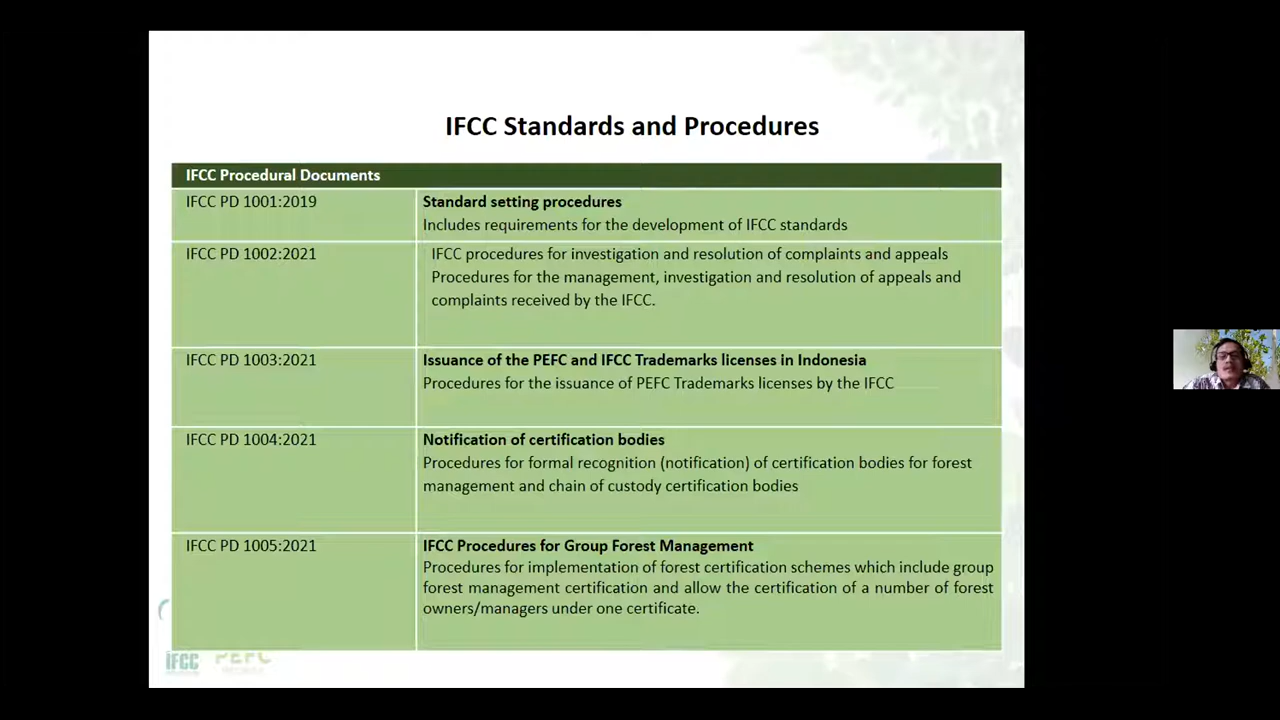 IFCC Standards and Procedures
IFCC Procedural Documents
IFCC PD 1001:2019
Standard setting procedures
Includes requirements for the development of IFCC standards
IFCC PD 1002:2021
IFCC procedures for investigation and resolution of complaints and appeals
Procedures for the management, investigation and resolution of appeals and
complaints received by the IFCC.
IFCC PD 1003:2021
Issuance of the PEFC and IFCC Trademarks licenses in Indonesia
Procedures for the issuance of PEFC Trademarks licenses by the IFCC
IFCC PD 1004:2021
Notification of certification bodies
Procedures for formal recognition (notification) of certification bodies for forest
management and chain of custody certification bodies
IFCC PD 1005:2021
IFCC Procedures for Group Forest Management
Procedures for implementation of forest certification schemes which include group
forest management certification and allow the certification of a number of forest
owners/managers under one certificate.
IFCC
PEFC